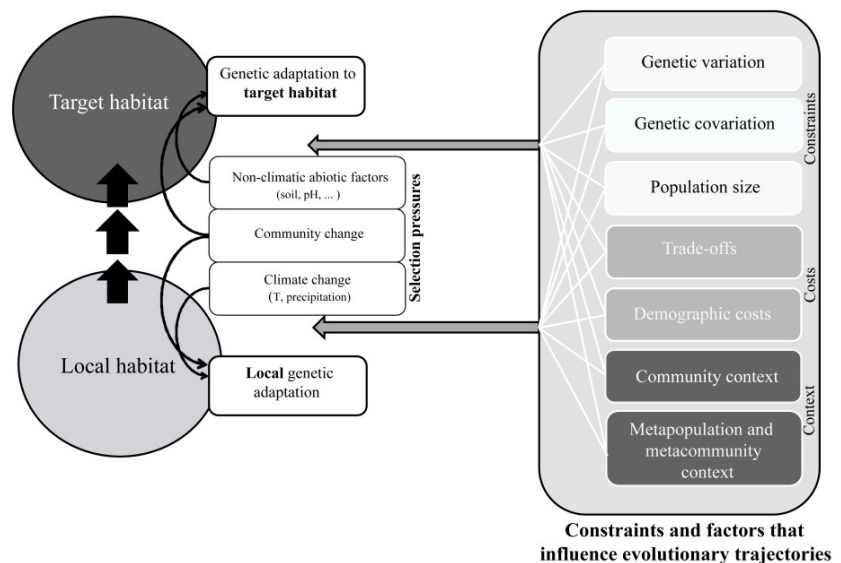 Target habitat
Genetic adaptation to
target habitat
Non-climatic abiotic factors
(soil, pH, ... )
Community change
Climate change
(T, precipitation)
Selection pressures
Local habitat
Local genetic
adaptation
Genetic variation
Genetic covariation
Population size
Constraints
Trade-offs
Demographic costs
Costs
Community context
Metapopulation and
metacommunity
context
Context
Constraints and factors that
influence evolutionary trajectories